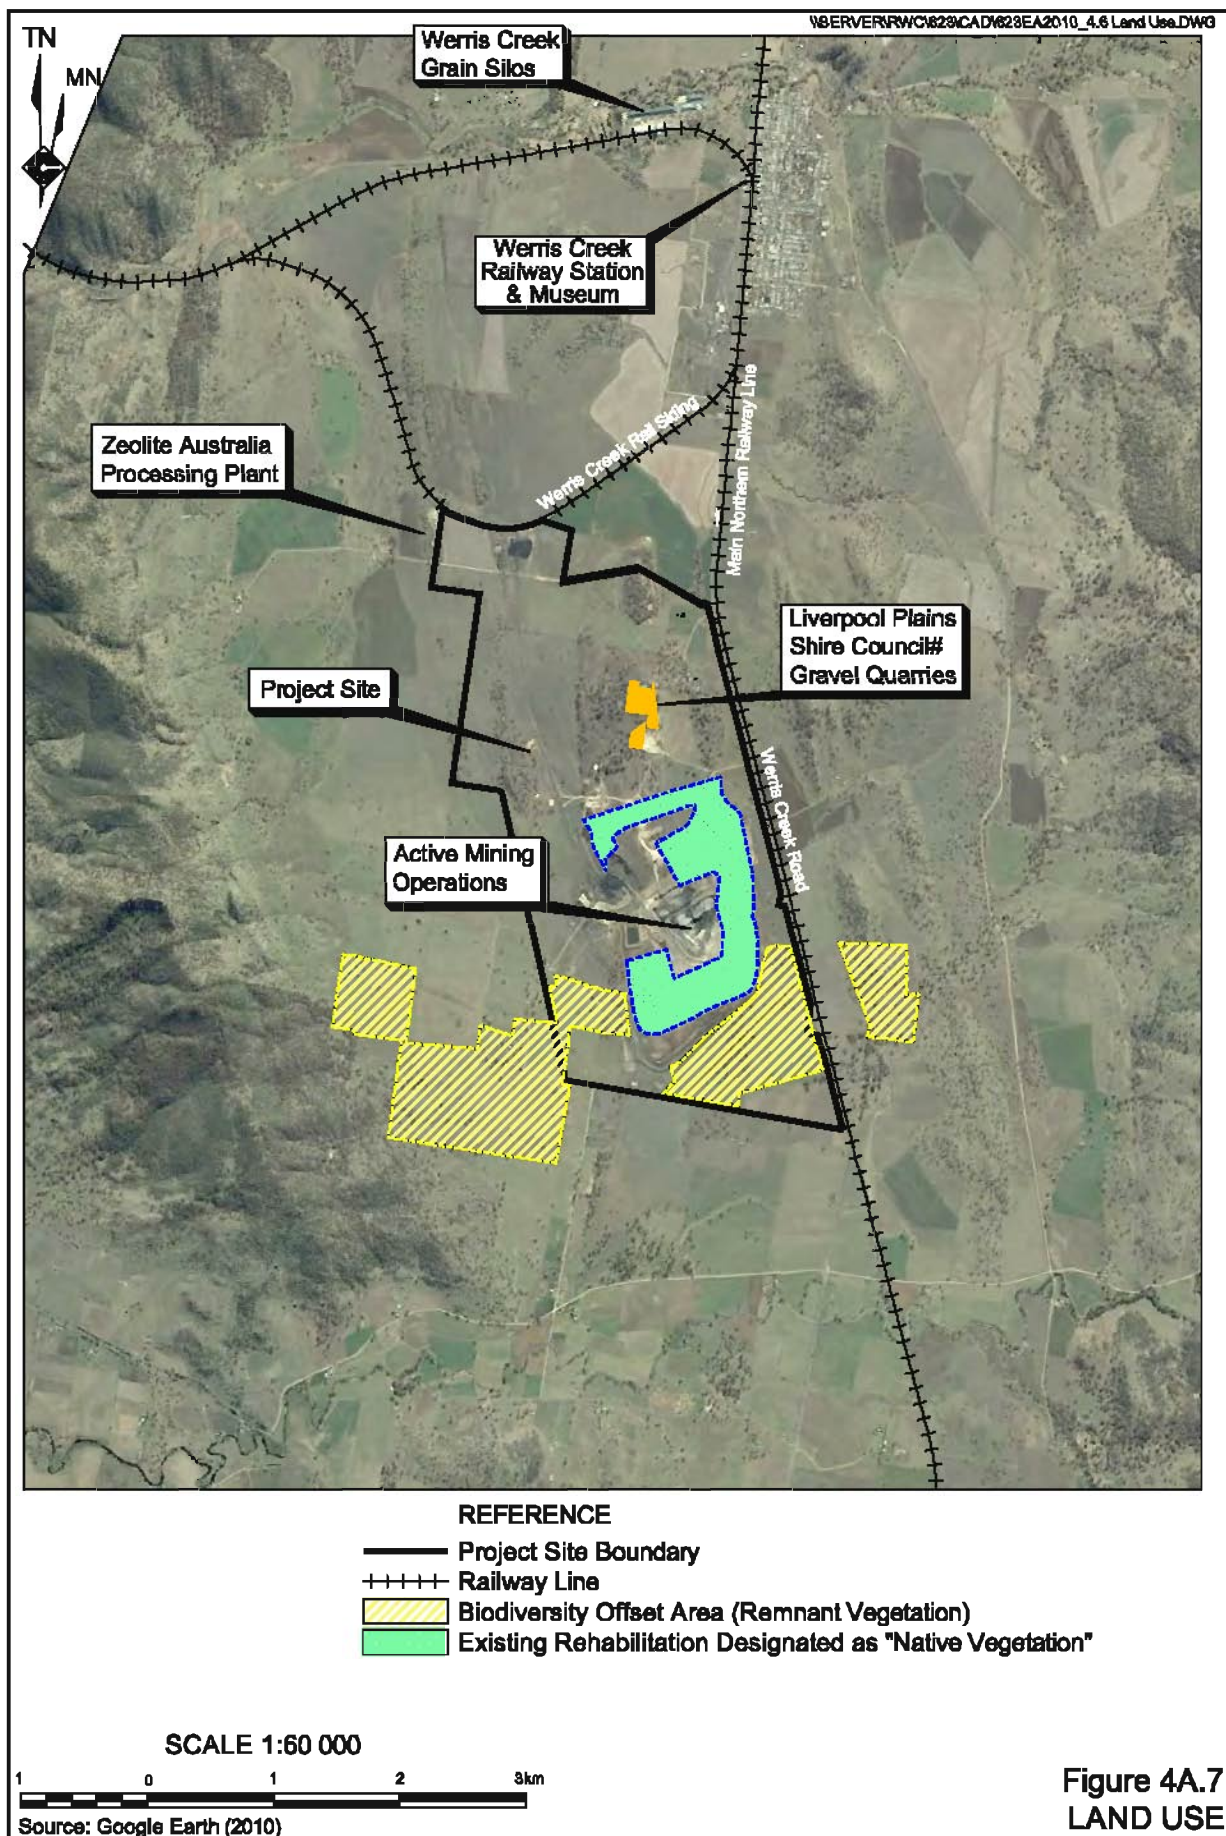 \\SERVER\RWC\623\CAD\623EA2010_4.6 Land Use.DWG
TN
MN
Werris Creek
Grain Silos
Werris Creek
Railway Station
& Museum
Zeolite Australia
Processing Plant
Werris Creek Rail Siding
Main Northern Railway Line
Liverpool Plains
Shire Council#
Gravel Quarries
Project Site
Werris Creek Road
Active Mining
Operations
REFERENCE
Project Site Boundary
Railway Line
Biodiversity Offset Area (Remnant Vegetation)
Existing Rehabilitation Designated as "Native Vegetation"
SCALE 1:60 000
1 0 1 2 3km
Source: Google Earth (2010)
Figure 4A.7
LAND USE